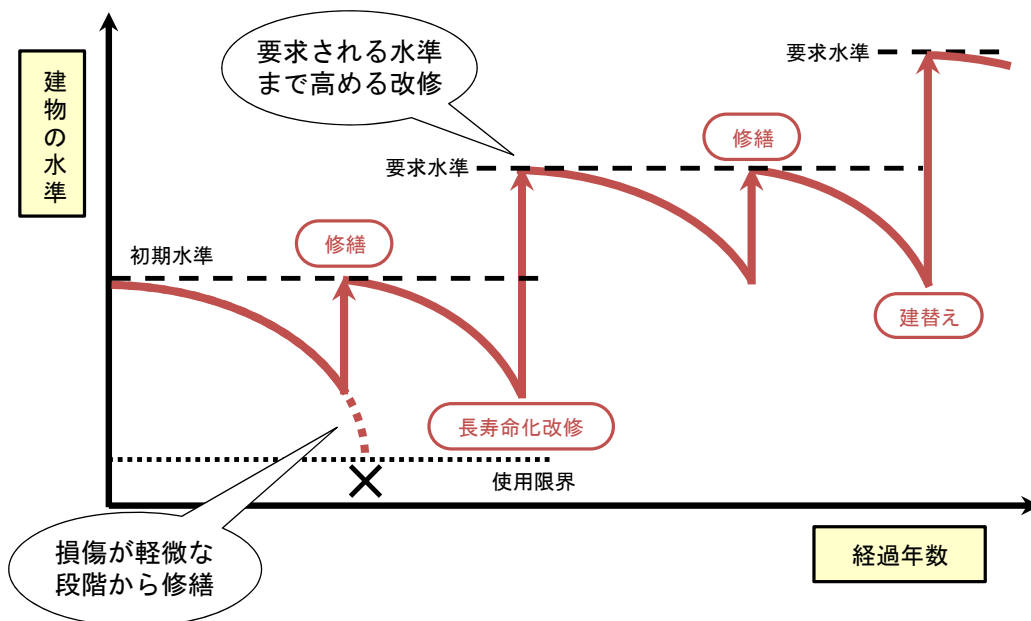 建物の水準
要求される水準
まで高める改修
要求水準
修繕
要求水準
初期水準
修繕
建替え
長寿命化改修
使用限界
損傷が軽微な
段階から修繕
経過年数